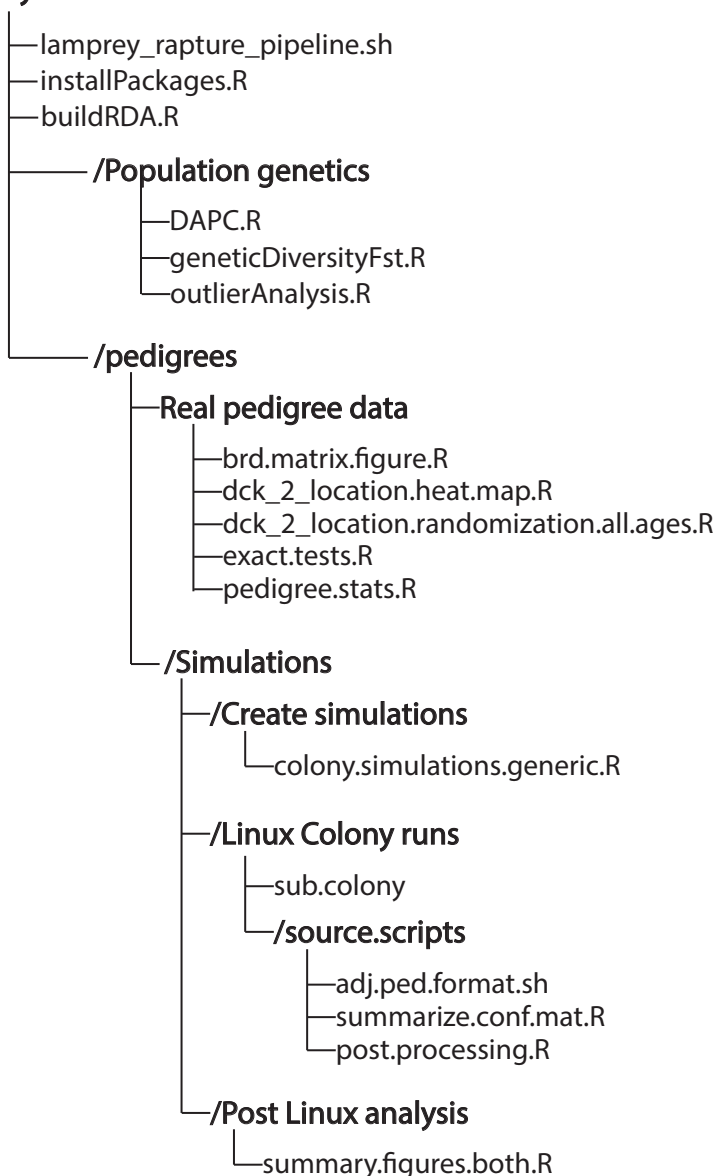 lamprey_rapture_pipeline.sh
installPackages.R
buildRDA.R
/Population genetics
DAPC.R
geneticDiversityFst.R
outlierAnalysis.R
/pedigrees
Real pedigree data
brd.matrix.figure.R
dck_2_location.heat.map.R
dck_2_location.randomization.all.ages.R
exact.tests.R
pedigree.stats.R
/Simulations
/Create simulations
colony.simulations.generic.R
/Linux Colony runs
sub.colony
/source.scripts
adj.ped.format.sh
summarize.conf.mat.R
post.processing.R
/Post Linux analysis
summary.figures.both.R